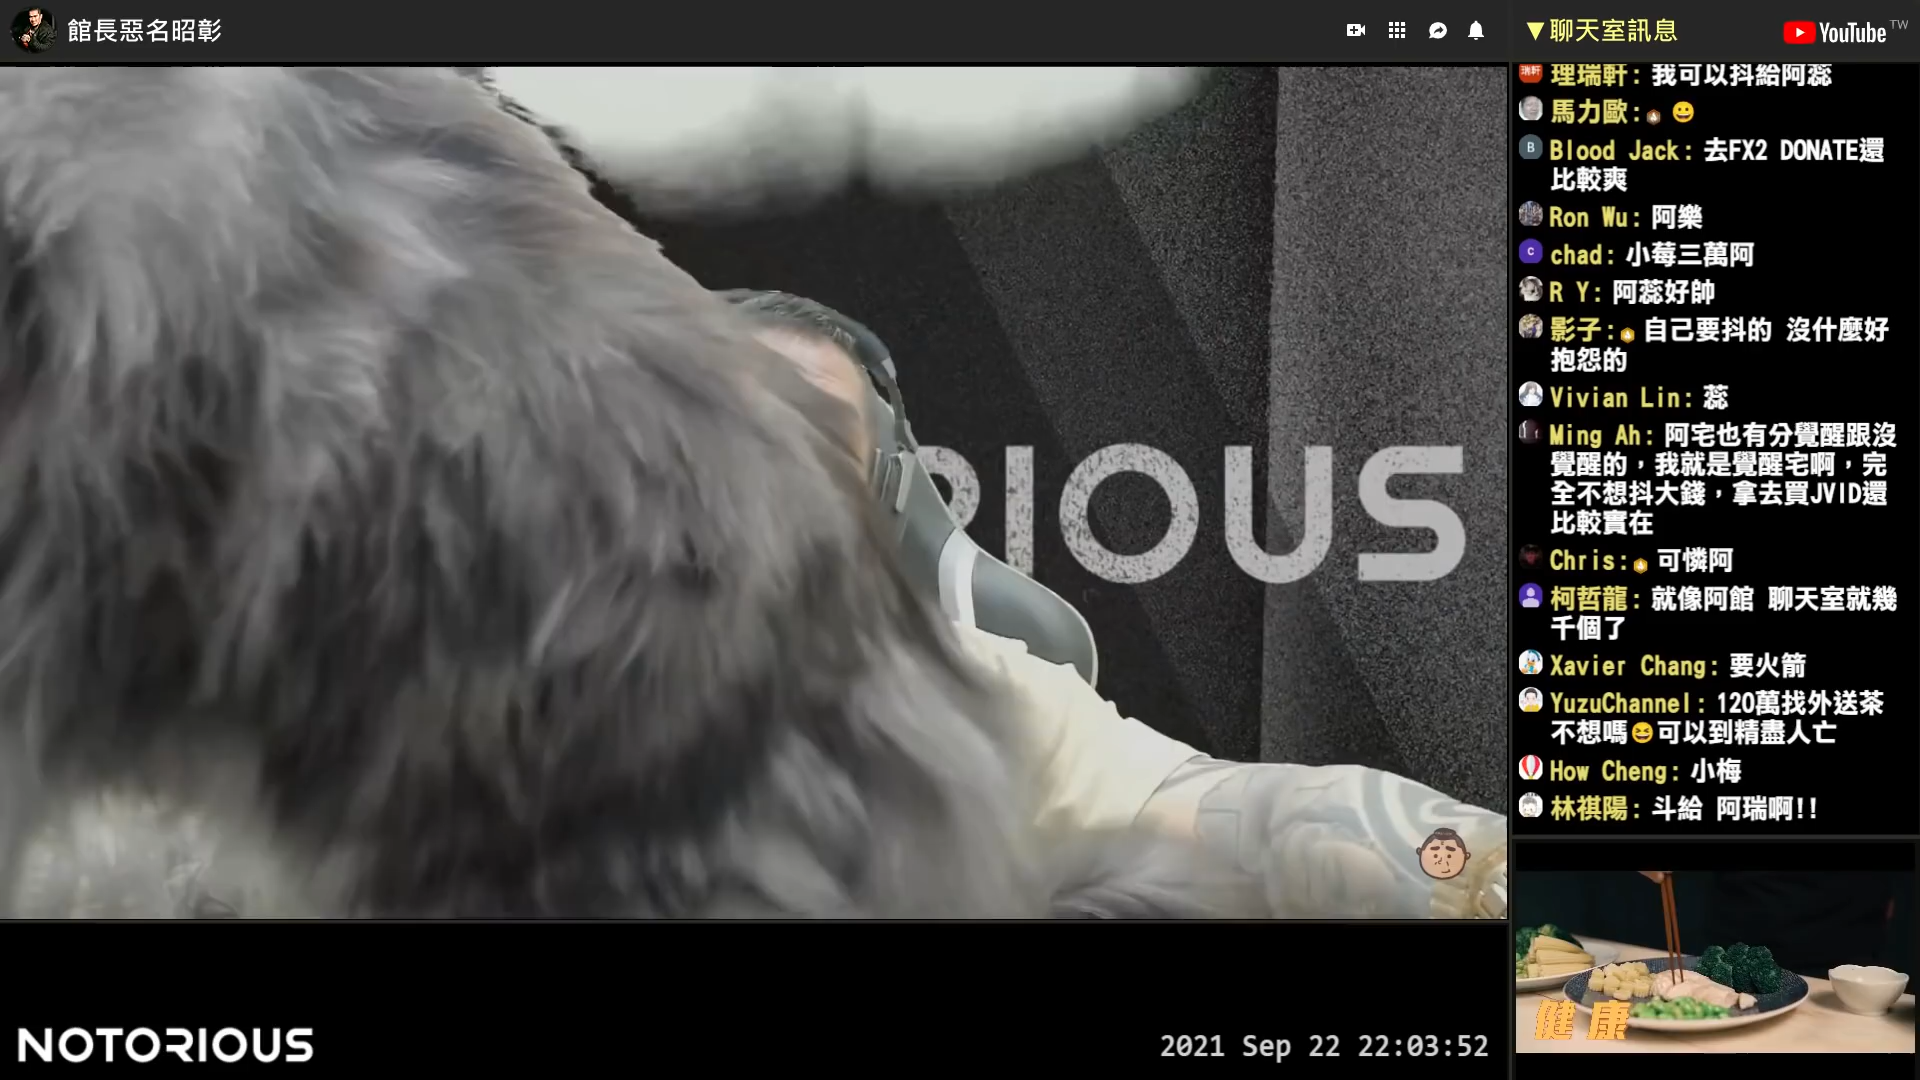 館長惡名昭彰
▼聊天室訊息
YouTube TW
理瑞軒: 我可以抖給阿蕊
馬力歐: 😀
Blood Jack: 去FX2 DONATE還
比較爽
Ron Wu: 阿樂
chad: 小莓三萬阿
R Y: 阿蕊好帥
影子: 自己要抖的 沒什麼好
抱怨的
Vivian Lin: 蕊
Ming Ah: 阿宅也有分覺醒跟沒
覺醒的，我就是覺醒宅啊，完
全不想抖大錢，拿去買JVID還
比較實在
Chris: 可憐阿
柯哲龍: 就像阿館 聊天室就幾
千個了
Xavier Chang: 要火箭
YuzuChannel: 120萬找外送茶
不想嗎😆可以到精盡人亡
How Cheng: 小梅
林祺陽: 斗給 阿瑞啊!!
RIOUS
健康
NOTORIOUS
2021 Sep 22 22:03:52